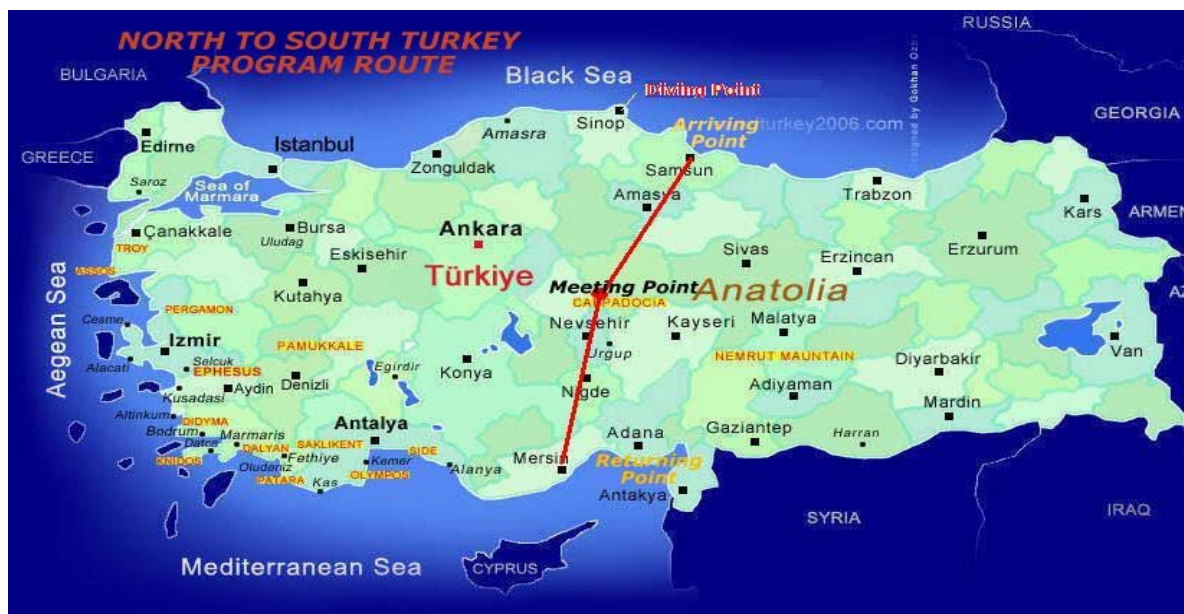 NORTH TO SOUTH TURKEY
PROGRAM ROUTE
RUSSIA
BULGARIA
Black Sea
Diving Point
GEORGIA
Sinop
Amasra
Arriving
Point
turkey2006.com
Edirne
Istanbul
Zonguldak
Samsun
GREECE
Saroz
Sea of
Marmara
Amasya
Trabzon
Kars
ARMEN
Çanakkale
Bursa
Uludag
Ankara
TROY
Eskisehir
Sivas
Erzincan
Erzurum
ASSOS
Türkiye
Kutahya
Meeting Point
CAPPADOCIA
Anatolia
AZ
Aegean Sea
PERGAMON
Cesme
Izmir
PAMUKKALE
Nevsehir
Kayseri
Malatya
Urgup
Alacati
Selcuk
EPHESUS
Egirdir
Konya
NEMRUT MAUNTAIN
Diyarbakir
Van
Kusadasi
Aydin
Denizli
Nigde
Adiyaman
Altinkum
DIDYMA
Bodrum
Marmaris
Antalya
Mardin
Datca
DALYAN
SAKLIKENT
SIDE
Adana
Gaziantep
Harran
KNIDOS
Oludeniz
Fethiye
Kemer
Alanya
Mersin
Returning
Point
PATARA
Kas
OLYMPOS
Antakya
SYRIA
IRAQ
Mediterranean Sea
CYPRUS